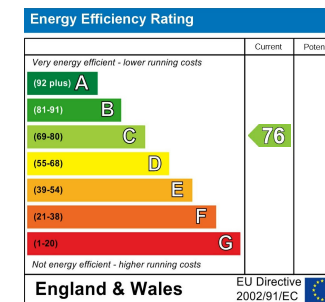 Energy Efficiency Rating
Current
Very energy efficient - lower running costs
(92 plus) A
(81-91) B
(69-80) C
76
(55-68) D
(39-54) E
(21-38) F
(1-20) G
Not energy efficient - higher running costs
England & Wales
EU Directive
2002/91/EC